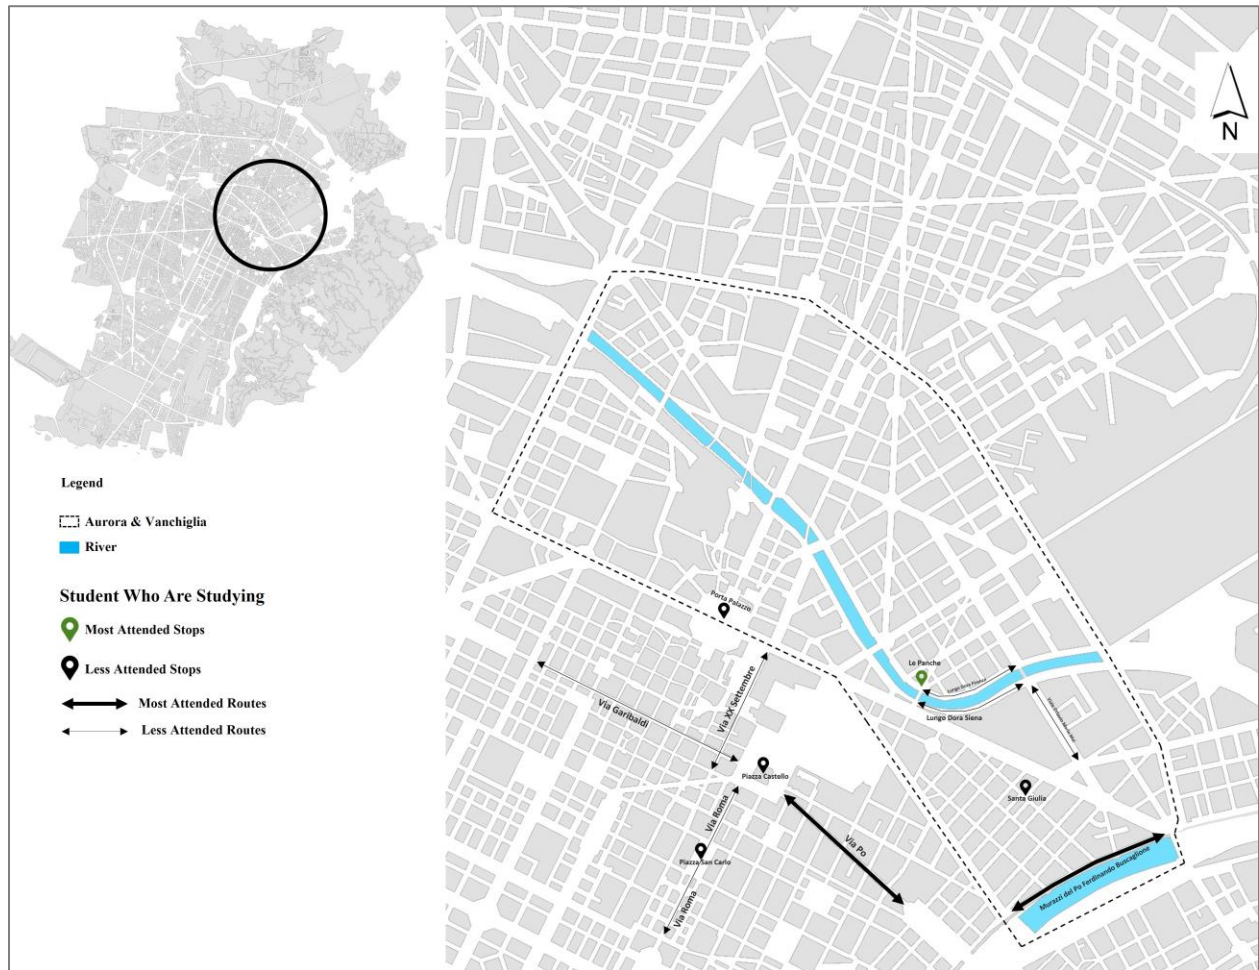 N
Legend
Aurora & Vanchiglia
River
Student Who Are Studying
Most Attended Stops
Less Attended Stops
Most Attended Routes
Less Attended Routes
Porta Palazzo
Le Panche
Lungo Dora Siena
Via Garibaldi
Via XX Settembre
Piazza Castello
Santa Giulia
Via Roma
Via Po
Piazza San Carlo
Via Roma
Murazzi del Po Ferdinando Buscaglione